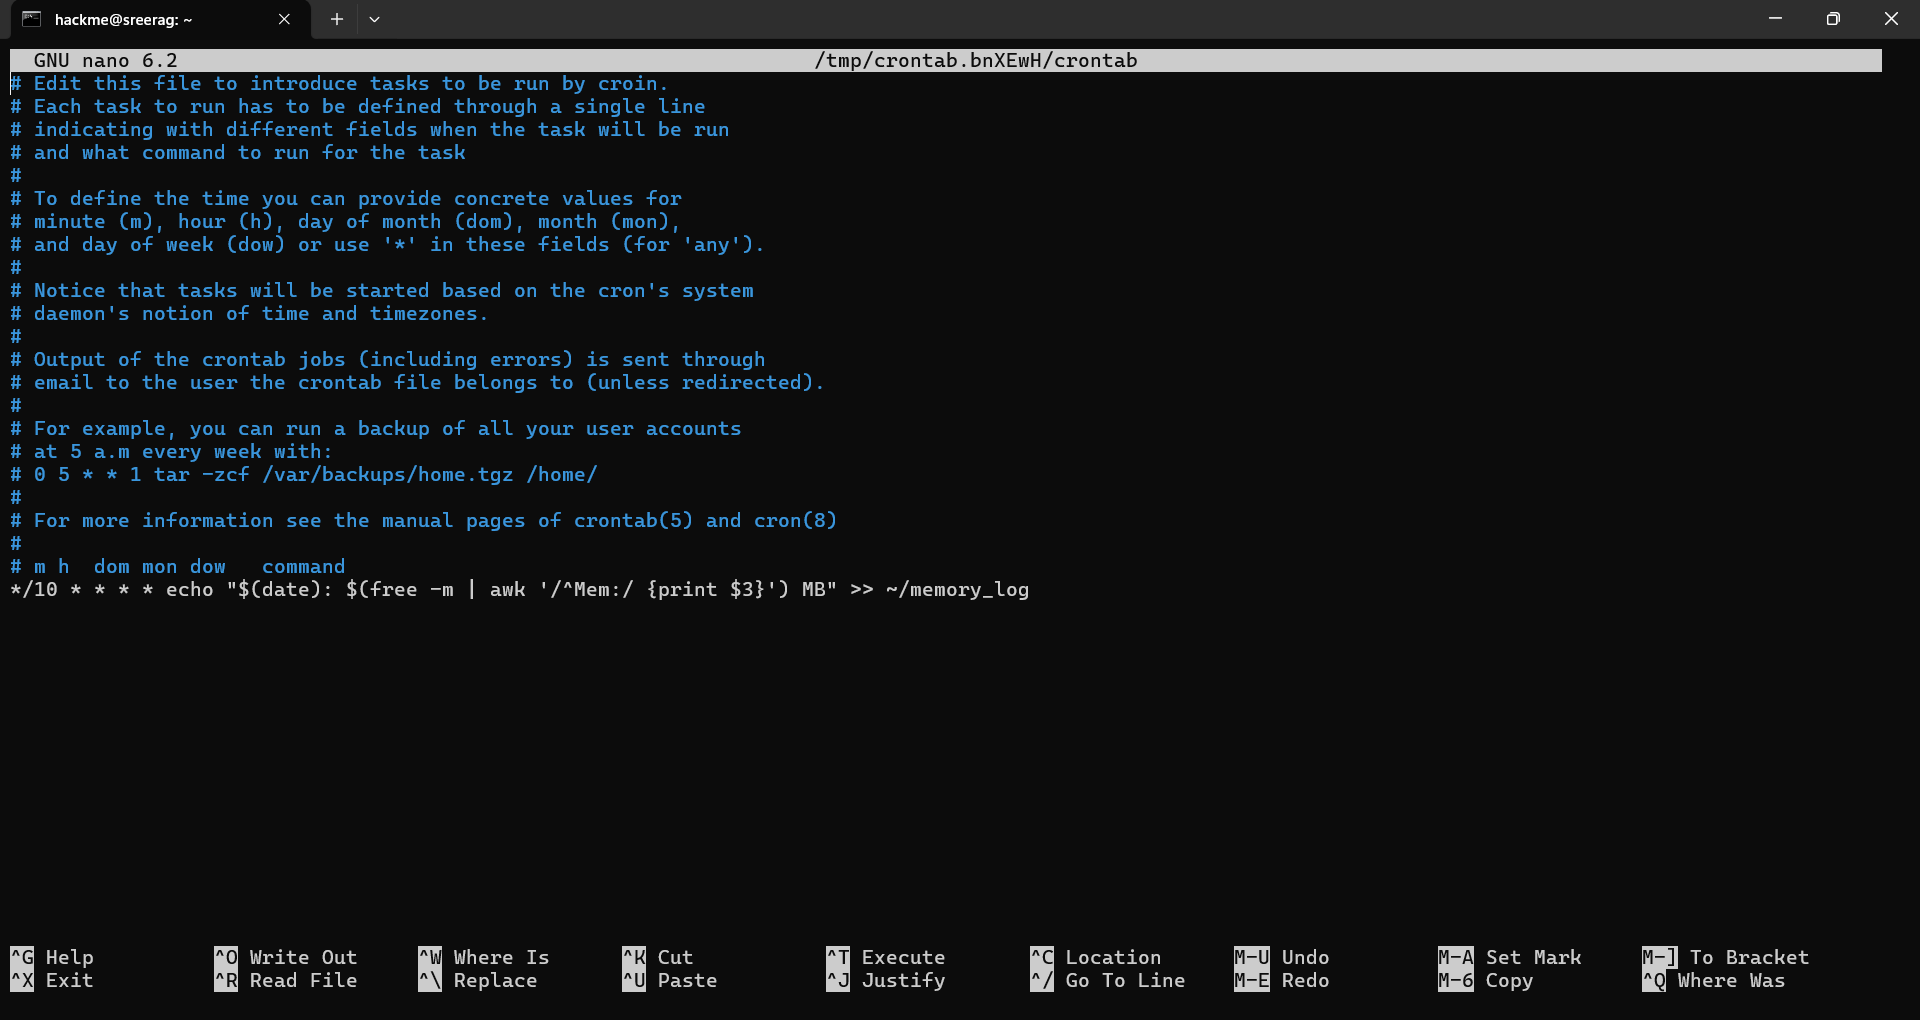 hackme@sreerag: ~
GNU nano 6.2 /tmp/crontab.bnXEwH/crontab
# Edit this file to introduce tasks to be run by croin.
# Each task to run has to be defined through a single line
# indicating with different fields when the task will be run
# and what command to run for the task
#
# To define the time you can provide concrete values for
# minute (m), hour (h), day of month (dom), month (mon),
# and day of week (dow) or use '*' in these fields (for 'any').
#
# Notice that tasks will be started based on the cron's system
# daemon's notion of time and timezones.
#
# Output of the crontab jobs (including errors) is sent through
# email to the user the crontab file belongs to (unless redirected).
#
# For example, you can run a backup of all your user accounts
# at 5 a.m every week with:
# 0 5 * * 1 tar -zcf /var/backups/home.tgz /home/
#
# For more information see the manual pages of crontab(5) and cron(8)
#
# m h  dom mon dow   command
*/10 * * * * echo "$(date): $(free -m | awk '/^Mem:/ {print $3}') MB" >> ~/memory_log
^G Help ^O Write Out ^W Where Is ^K Cut ^T Execute ^C Location M-U Undo M-A Set Mark M-] To Bracket
^X Exit ^R Read File ^\ Replace ^U Paste ^J Justify ^/ Go To Line M-E Redo M-6 Copy ^Q Where Was